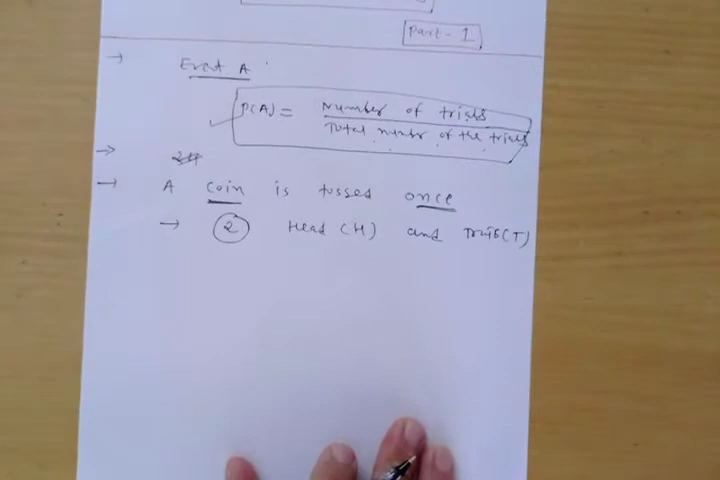 Part - 1
→ Event A
P(A) = Number of trials / Total number of the trials
→
→ A coin is tossed once
→ 2 Head (H) and Tails (T)